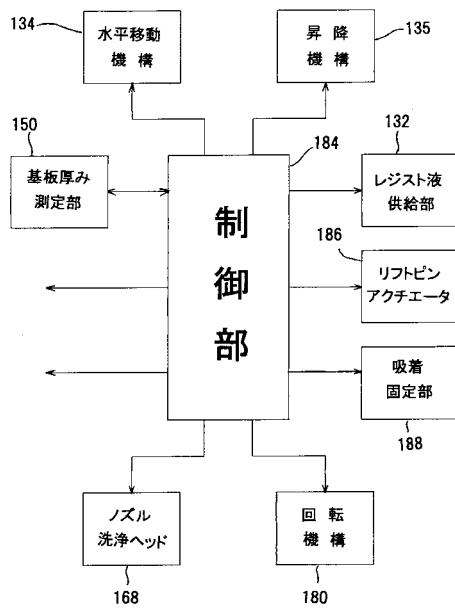 134
水平移動
機構
昇降
機構
135
150
基板厚み
測定部
184
制
御
部
132
レジスト液
供給部
186
リフトピン
アクチエータ
吸着
固定部
188
ノズル
洗浄ヘッド
168
回転
機構
180